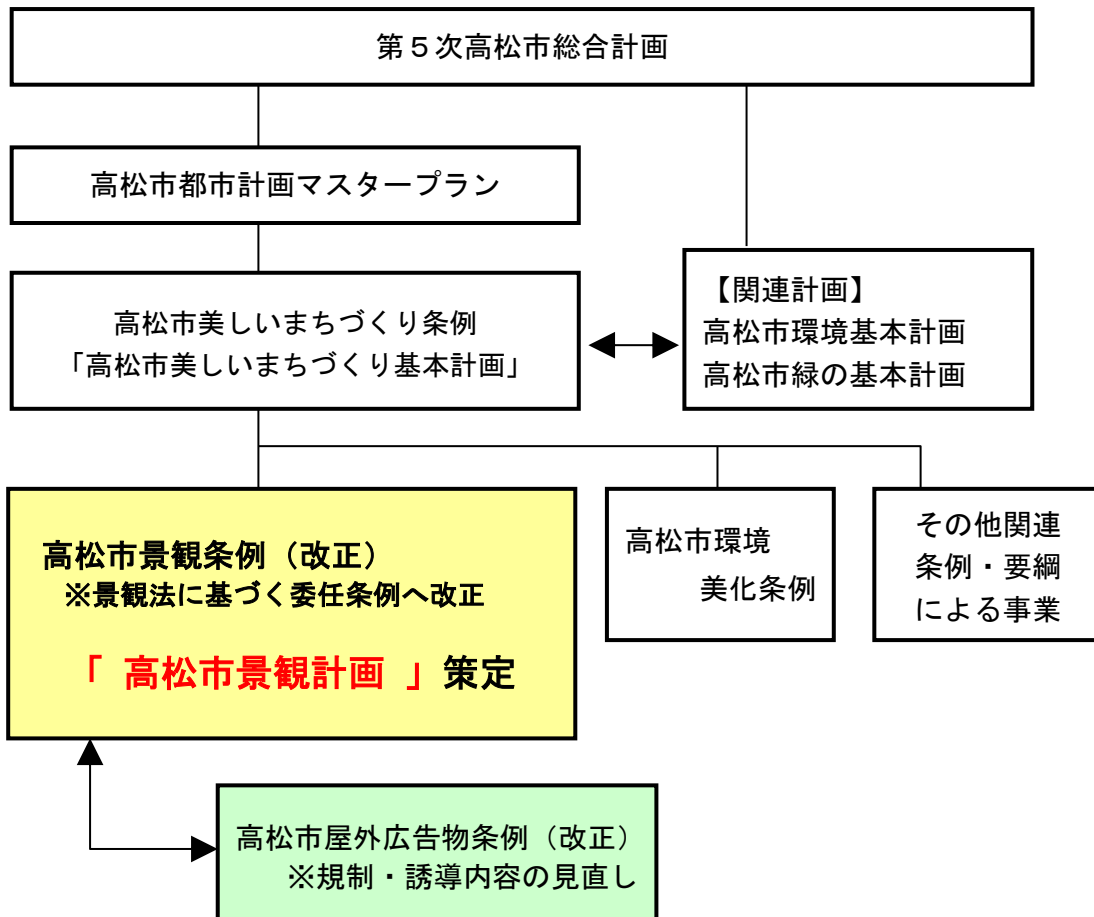 第５次高松市総合計画
高松市都市計画マスタープラン
高松市美しいまちづくり条例
「高松市美しいまちづくり基本計画」
【関連計画】
高松市環境基本計画
高松市緑の基本計画
高松市景観条例（改正）
※景観法に基づく委任条例へ改正
「 高松市景観計画 」策定
高松市環境
美化条例
その他関連
条例・要綱
による事業
高松市屋外広告物条例（改正）
※規制・誘導内容の見直し